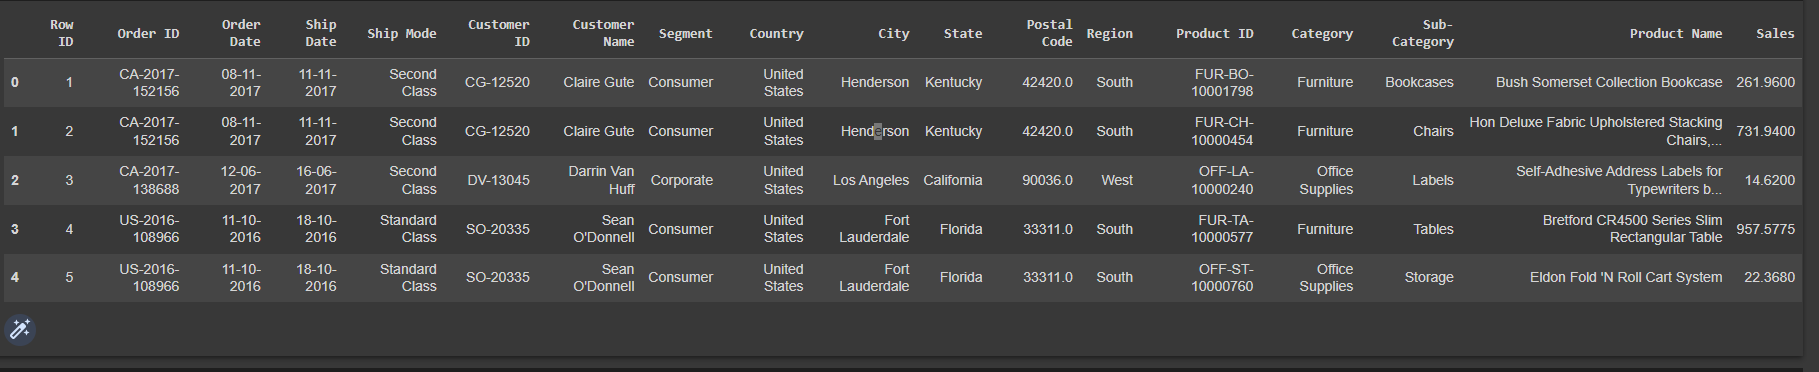 Row ID Order ID Order Date Ship Date Ship Mode Customer ID Customer Name Segment Country City State Postal Code Region Product ID Category Sub-Category Product Name Sales
0 1 CA-2017-152156 08-11-2017 11-11-2017 Second Class CG-12520 Claire Gute Consumer United States Henderson Kentucky 42420.0 South FUR-BO-10001798 Furniture Bookcases Bush Somerset Collection Bookcase 261.9600
1 2 CA-2017-152156 08-11-2017 11-11-2017 Second Class CG-12520 Claire Gute Consumer United States Henderson Kentucky 42420.0 South FUR-CH-10000454 Furniture Chairs Hon Deluxe Fabric Upholstered Stacking Chairs,... 731.9400
2 3 CA-2017-138688 12-06-2017 16-06-2017 Second Class DV-13045 Darrin Van Huff Corporate United States Los Angeles California 90036.0 West OFF-LA-10000240 Office Supplies Labels Self-Adhesive Address Labels for Typewriters b... 14.6200
3 4 US-2016-108966 11-10-2016 18-10-2016 Standard Class SO-20335 Sean O'Donnell Consumer United States Fort Lauderdale Florida 33311.0 South FUR-TA-10000577 Furniture Tables Bretford CR4500 Series Slim Rectangular Table 957.5775
4 5 US-2016-108966 11-10-2016 18-10-2016 Standard Class SO-20335 Sean O'Donnell Consumer United States Fort Lauderdale Florida 33311.0 South OFF-ST-10000760 Office Supplies Storage Eldon Fold 'N Roll Cart System 22.3680